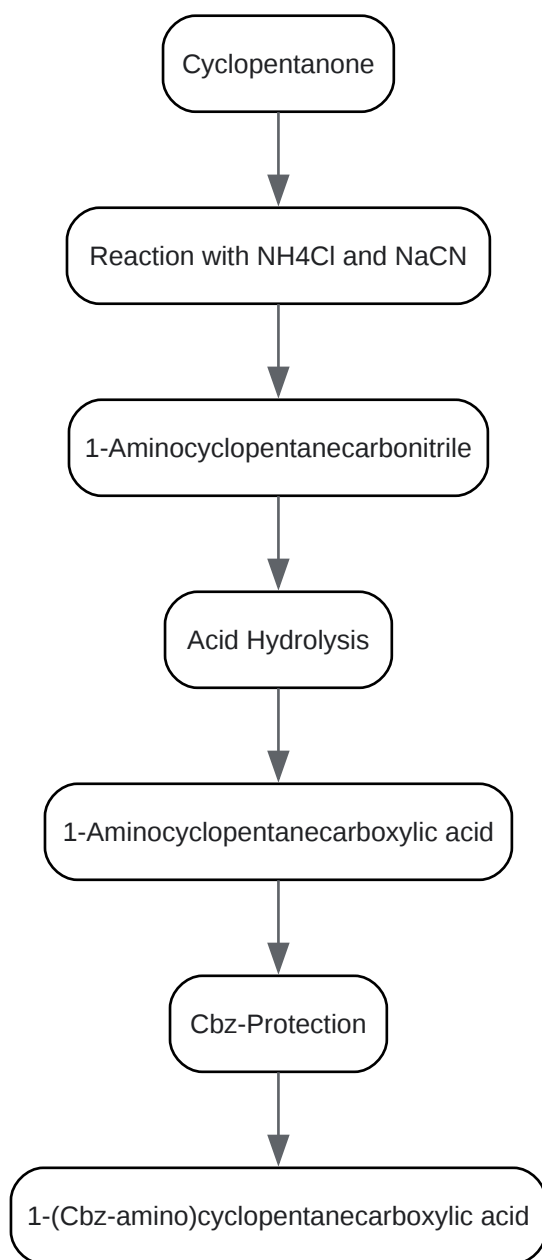 Cyclopentanone
Reaction with NH4Cl and NaCN
1-Aminocyclopentanecarbonitrile
Acid Hydrolysis
1-Aminocyclopentanecarboxylic acid
Cbz-Protection
1-(Cbz-amino)cyclopentanecarboxylic acid